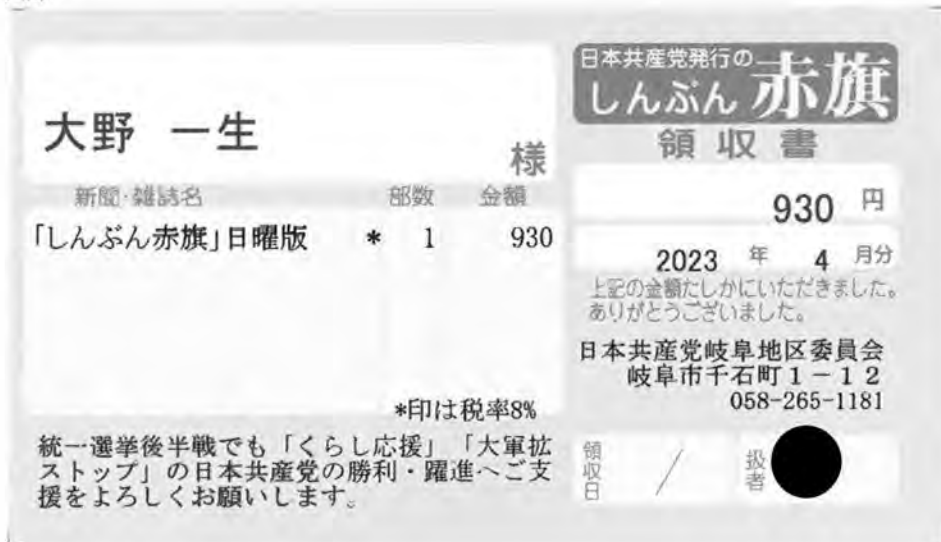 大野 一生
様
新聞・雑誌名 部数 金額
「しんぶん赤旗」日曜版 * 1 930
*印は税率8%
統一選挙後半戦でも「くらし応援」「大軍拡
ストップ」の日本共産党の勝利・躍進へご支
援をよろしくお願いします。
日本共産党発行の
しんぶん 赤旗
領収書
930 円
2023 年 4 月分
上記の金額たしかにいただきました。
ありがとうございました。
日本共産党岐阜地区委員会
岐阜市千石町1-12
058-265-1181
領収日 /
扱者